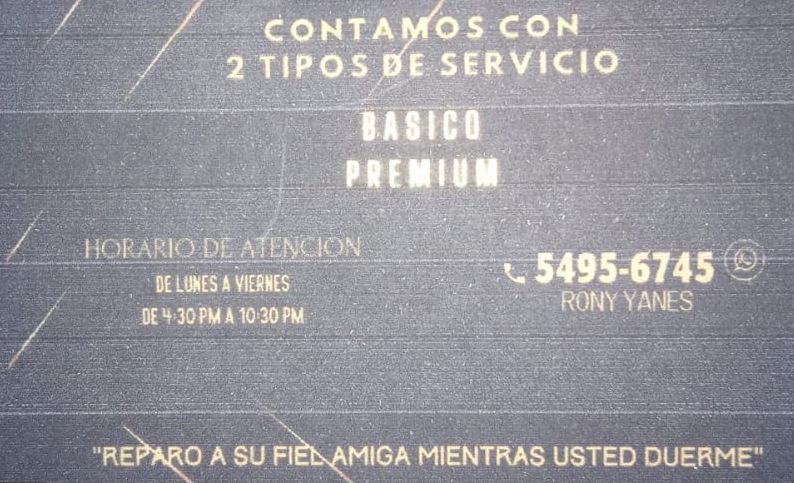 CONTAMOS CON
2 TIPOS DE SERVICIO
BASICO
PREMIUM
HORARIO DE ATENCION
DE LUNES A VIERNES
DE 4:30 PM A 10:30 PM
5495-6745
RONY YANES
"REPARO A SU FIEL AMIGA MIENTRAS USTED DUERME"